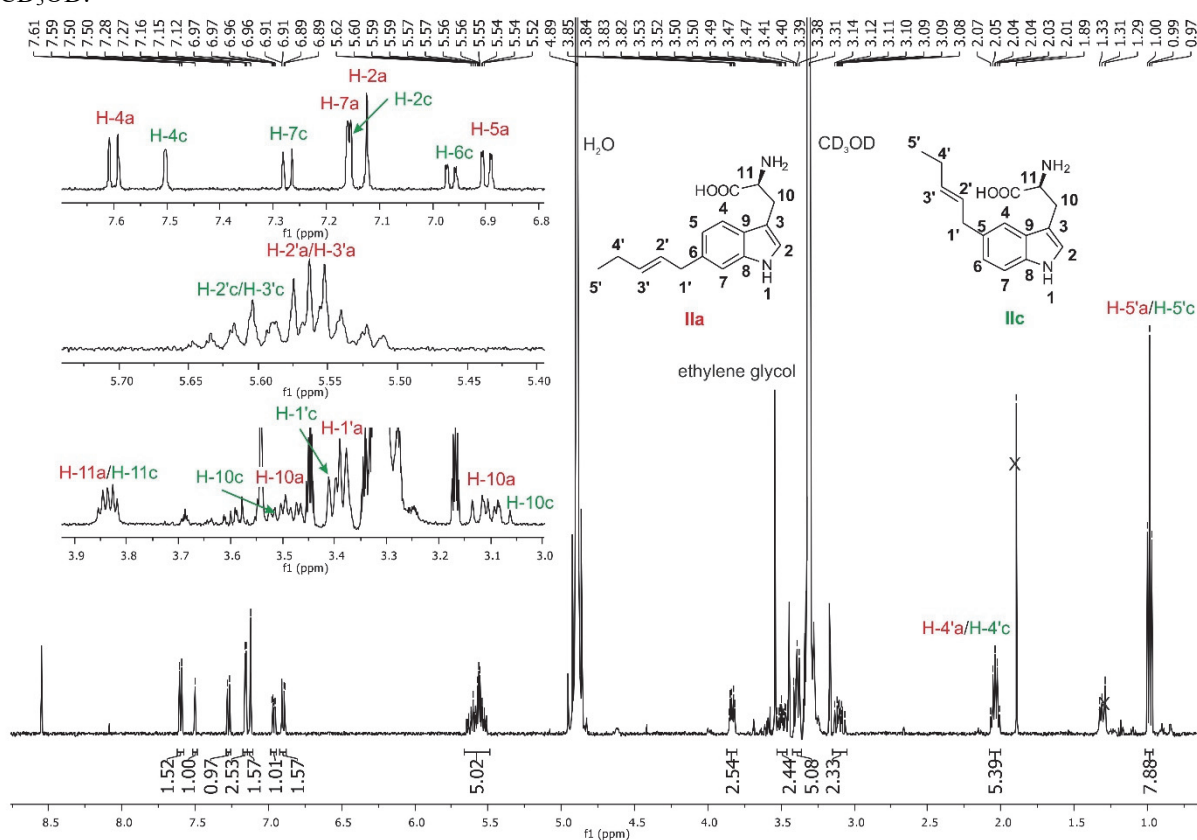 CD₃OD.
7.61 7.59 7.50 7.50 7.28 7.27 7.16 7.15 7.12 6.97 6.97 6.96 6.96 6.91 6.91 6.89 6.89 5.62 5.60 5.59 5.59 5.57 5.56 5.56 5.55 5.54 5.54 5.52 4.89 3.85 3.84 3.83 3.82 3.52 3.50 3.50 3.49 3.47 3.47 3.41 3.40 3.39 3.38 3.31 3.14 3.12 3.11 3.10 3.09 3.09 3.08 2.07 2.05 2.04 2.04 2.03 2.01 1.89 1.33 1.31 1.29 1.00 0.99 0.97
H-4a H-4c H-7c H-7a H-2a H-2c H-6c H-5a
7.6 7.5 7.4 7.3 7.2 7.1 7.0 6.9 6.8
f1 (ppm)
H-2'c/H-3'c H-2'a/H-3'a
5.70 5.65 5.60 5.55 5.50 5.45 5.40
f1 (ppm)
H-11a/H-11c H-10c H-10a H-1'c H-1'a H-10a H-10c
3.9 3.8 3.7 3.6 3.5 3.4 3.3 3.2 3.1 3.0
f1 (ppm)
H₂O
NH₂
HOOC
11
10
4
5
9
3
4'
2'
6
2
5'
3'
1'
7
8
N
H
1
IIa
ethylene glycol
CD₃OD
5'
4'
NH₂
11
HOOC
3'
2'
10
4
5
9
3
1'
6
2
8
7
N
H
1
IIc
H-5'a/H-5'c
H-4'a/H-4'c
X
X
1.52 1.00 0.97 2.53 1.57 1.01 1.57 5.02 2.54 2.44 5.08 2.33 5.39 7.88
8.5 8.0 7.5 7.0 6.5 6.0 5.5 5.0 4.5 4.0 3.5 3.0 2.5 2.0 1.5 1.0
f1 (ppm)